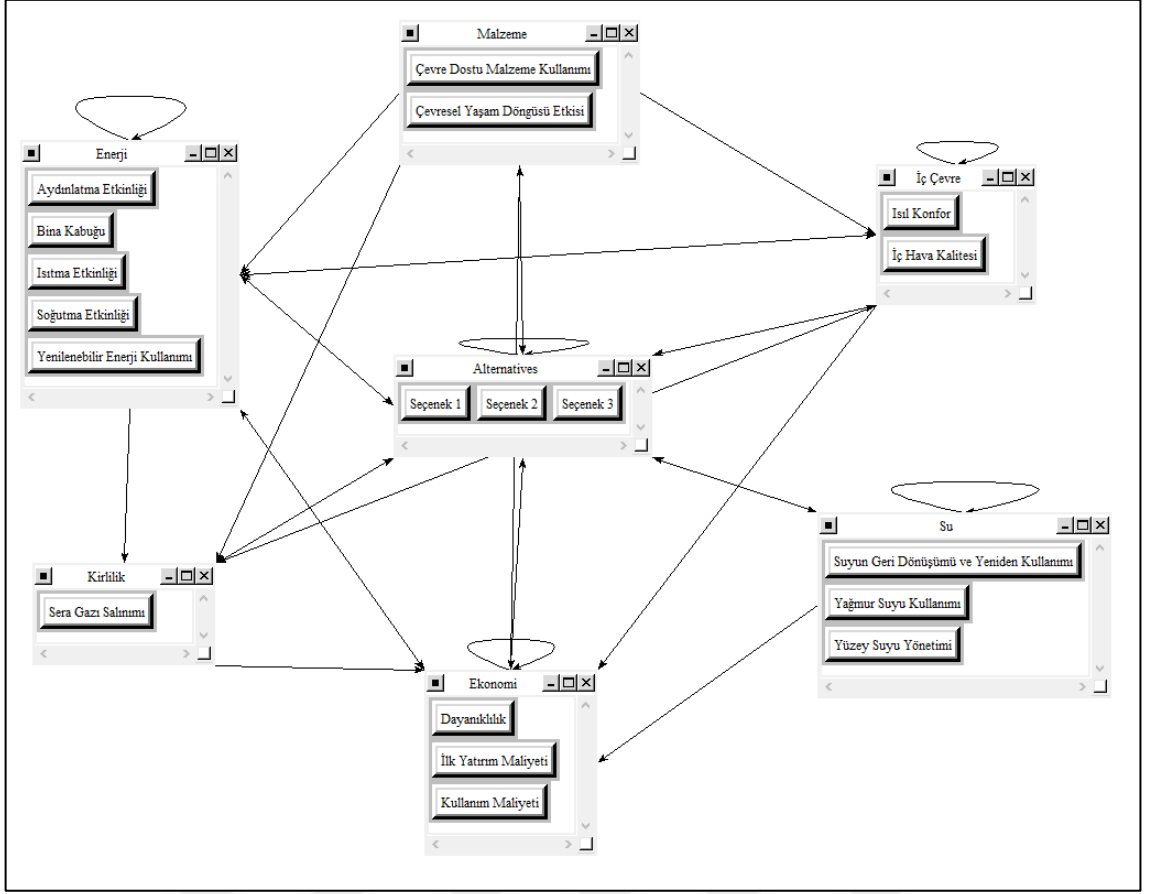 Malzeme
Çevre Dostu Malzeme Kullanımı
Çevresel Yaşam Döngüsü Etkisi
Enerji
Aydınlatma Etkinliği
Bina Kabuğu
Isıtma Etkinliği
Soğutma Etkinliği
Yenilenebilir Enerji Kullanımı
İç Çevre
Isıl Konfor
İç Hava Kalitesi
Alternatives
Seçenek 1 Seçenek 2 Seçenek 3
Su
Suyun Geri Dönüşümü ve Yeniden Kullanımı
Yağmur Suyu Kullanımı
Yüzey Suyu Yönetimi
Kirlilik
Sera Gazı Salınımı
Ekonomi
Dayanıklılık
İlk Yatırım Maliyeti
Kullanım Maliyeti